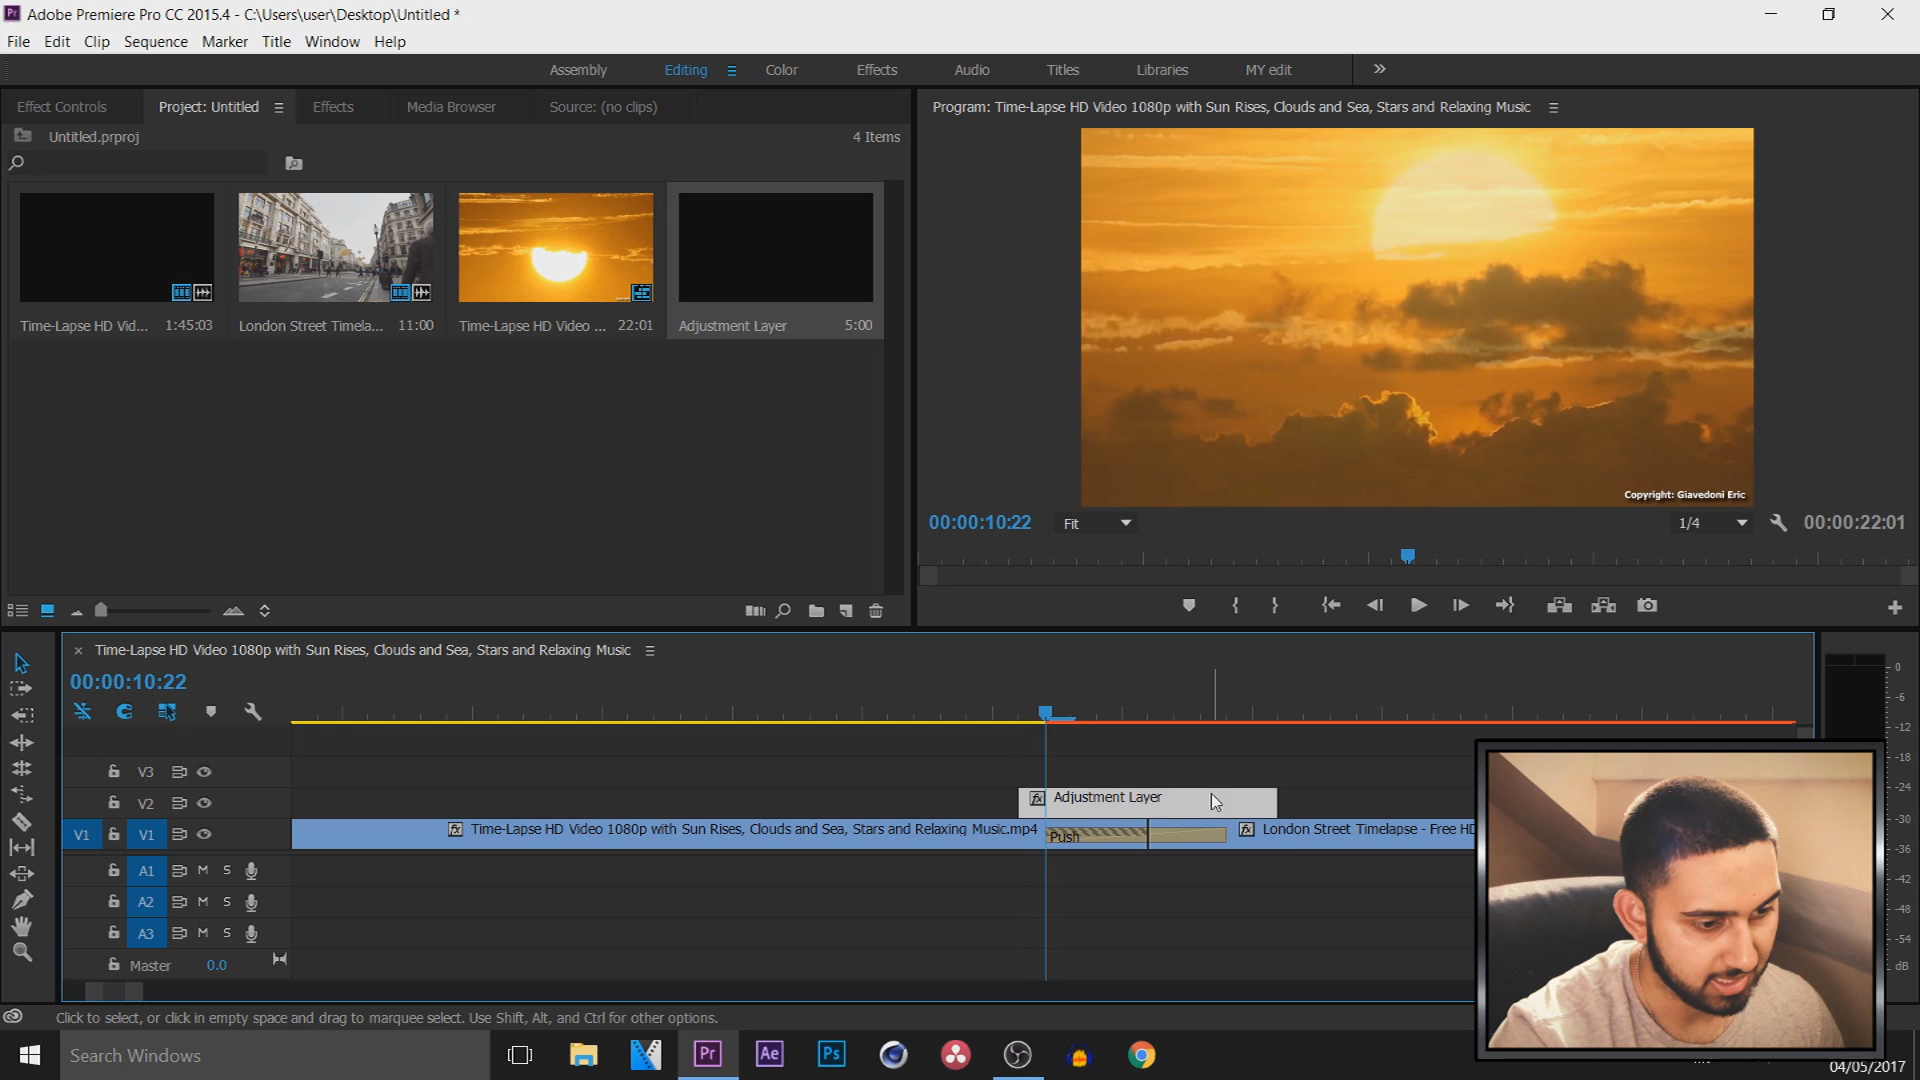 Adobe Premiere Pro CC 2015.4 - C:\Users\user\Desktop\Untitled *
File Edit Clip Sequence Marker Title Window Help
Assembly Editing Color Effects Audio Titles Libraries MY edit
Effect Controls Project: Untitled Effects Media Browser Source: (no clips)
Program: Time-Lapse HD Video 1080p with Sun Rises, Clouds and Sea, Stars and Relaxing Music
Untitled.prproj 4 Items
Time-Lapse HD Vid... 1:45:03
London Street Timela... 11:00
Time-Lapse HD Video ... 22:01
Adjustment Layer 5:00
Copyright: Giavedoni Eric
00:00:10:22 Fit 1/4 00:00:22:01
Time-Lapse HD Video 1080p with Sun Rises, Clouds and Sea, Stars and Relaxing Music
00:00:10:22
V3
V2
Adjustment Layer
V1 V1
Time-Lapse HD Video 1080p with Sun Rises, Clouds and Sea, Stars and Relaxing Music.mp4
Push
London Street Timelapse - Free HD
A1 M S
A2 M S
A3 M S
Master 0.0
0
-6
-12
-18
-24
-30
-36
-42
-48
-54
dB
Click to select, or click in empty space and drag to marquee select. Use Shift, Alt, and Ctrl for other options.
Search Windows
Pr
Ae
Ps
04/05/2017